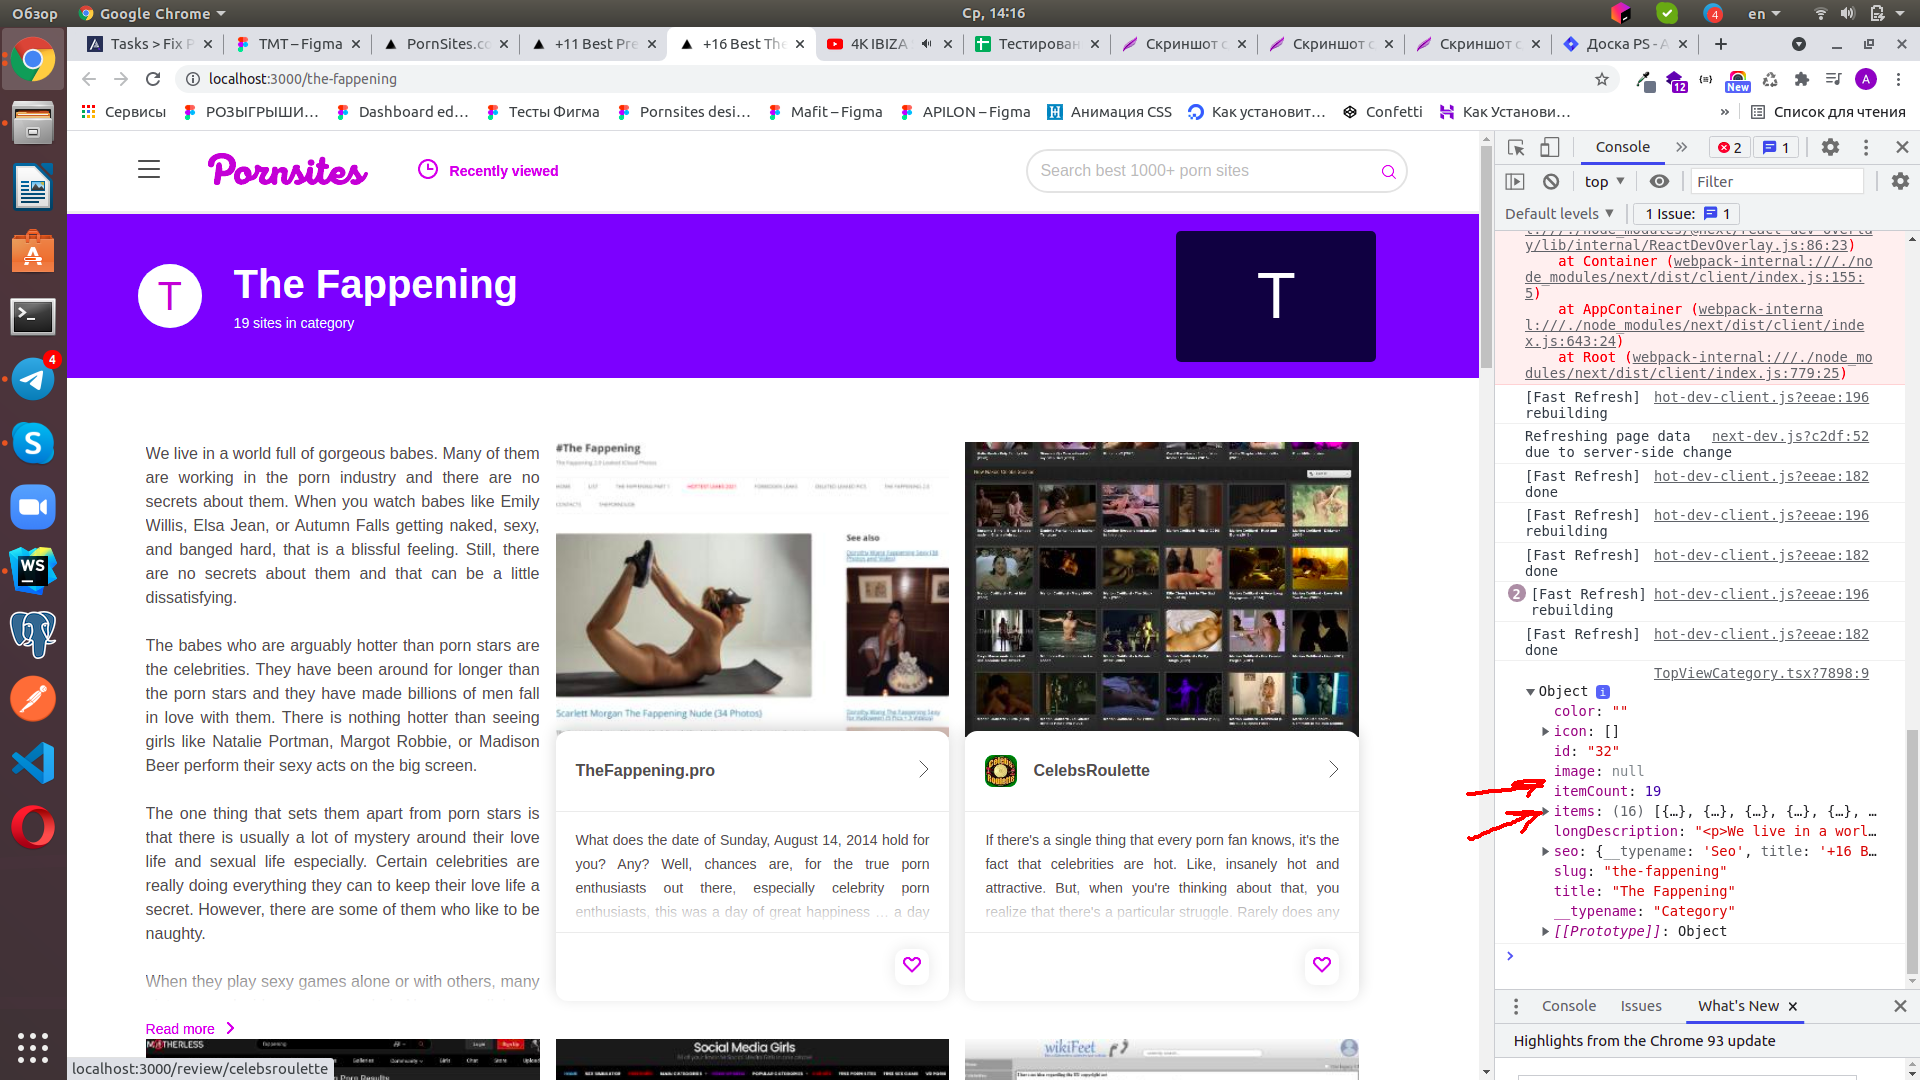 Обзор
Google Chrome
Ср, 14:16
4
en
Tasks > Fix P
TMT – Figma
PornSites.co
+11 Best Pre
+16 Best The
4K IBIZA
Тестирован
Скриншот с
Скриншот с
Скриншот с
Доска PS - A
localhost:3000/the-fappening
12
New
A
Сервисы
РОЗЫГРЫШИ…
Dashboard ed…
Тесты Фигма
Pornsites desi…
Mafit – Figma
APILON – Figma
Анимация CSS
Как установит…
Confetti
Как Установи…
»
Список для чтения
Pornsites
Recently viewed
Search best 1000+ porn sites
T
The Fappening
19 sites in category
T
We live in a world full of gorgeous babes. Many of them
are working in the porn industry and there are no
secrets about them. When you watch babes like Emily
Willis, Elsa Jean, or Autumn Falls getting naked, sexy,
and banged hard, that is a blissful feeling. Still, there
are no secrets about them and that can be a little
dissatisfying.
The babes who are arguably hotter than porn stars are
the celebrities. They have been around for longer than
the porn stars and they have made billions of men fall
in love with them. There is nothing hotter than seeing
girls like Natalie Portman, Margot Robbie, or Madison
Beer perform their sexy acts on the big screen.
The one thing that sets them apart from porn stars is
that there is usually a lot of mystery around their love
life and sexual life especially. Certain celebrities are
really doing everything they can to keep their love life a
secret. However, there are some of them who like to be
naughty.
When they play sexy games alone or with others, many
Read more
#The Fappening
See also
Scarlett Morgan The Fappening Nude (34 Photos)
TheFappening.pro
What does the date of Sunday, August 14, 2014 hold for
you? Any? Well, chances are, for the true porn
enthusiasts out there, especially celebrity porn
enthusiasts, this was a day of great happiness … a day
CelebsRoulette
If there's a single thing that every porn fan knows, it's the
fact that celebrities are hot. Like, insanely hot and
attractive. But, when you're thinking about that, you
realize that there's a particular struggle. Rarely does any
Social Media Girls
wikiFeet
localhost:3000/review/celebsroulette
Console
»
2
1
top
Filter
Default levels
1 Issue:
1
y/lib/internal/ReactDevOverlay.js:86:23)
at Container (webpack-internal:///./no
de_modules/next/dist/client/index.js:155:
5)
at AppContainer (webpack-interna
l:///./node_modules/next/dist/client/inde
x.js:643:24)
at Root (webpack-internal:///./node_mo
dules/next/dist/client/index.js:779:25)
[Fast Refresh] hot-dev-client.js?eeae:196
rebuilding
Refreshing page data next-dev.js?c2df:52
due to server-side change
[Fast Refresh] hot-dev-client.js?eeae:182
done
[Fast Refresh] hot-dev-client.js?eeae:196
rebuilding
[Fast Refresh] hot-dev-client.js?eeae:182
done
2 [Fast Refresh] hot-dev-client.js?eeae:196
rebuilding
[Fast Refresh] hot-dev-client.js?eeae:182
done
TopViewCategory.tsx?7898:9
Object i
color: ""
icon: []
id: "32"
image: null
itemCount: 19
items: (16) [{…}, {…}, {…}, {…}, {…}, …
longDescription: "<p>We live in a worl…
seo: {__typename: 'Seo', title: '+16 B…
slug: "the-fappening"
title: "The Fappening"
__typename: "Category"
[[Prototype]]: Object
Console
Issues
What's New
Highlights from the Chrome 93 update